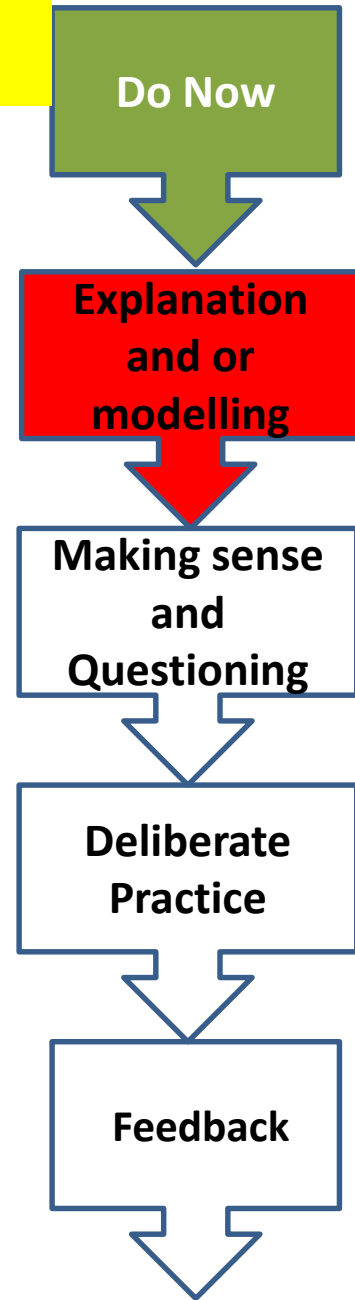 Do Now
Explanation
and or
modelling
Making sense
and
Questioning
Deliberate
Practice
Feedback